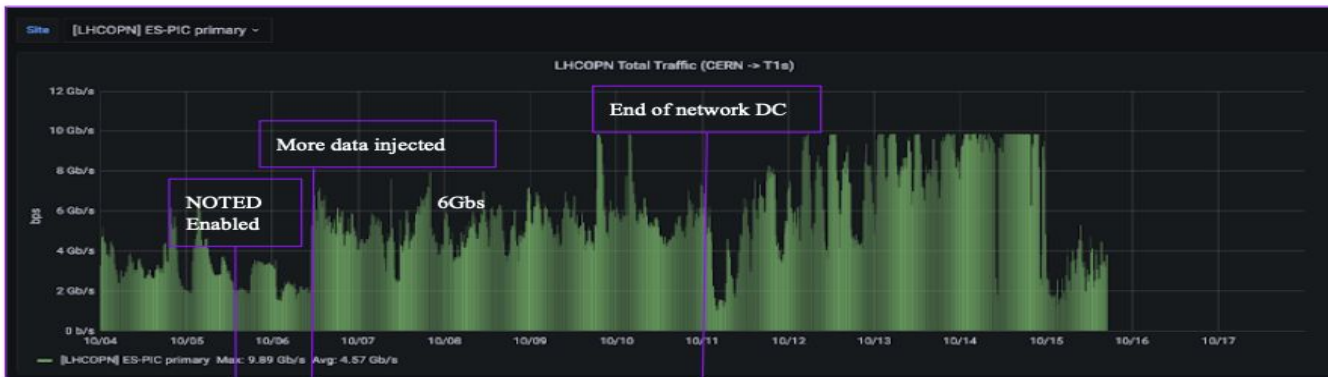 Site [LHCOPN] ES-PIC primary
LHCOPN Total Traffic (CERN -> T1s)
12 Gb/s
10 Gb/s
8 Gb/s
6 Gb/s
4 Gb/s
2 Gb/s
0 b/s
bps
End of network DC
More data injected
NOTED
Enabled
6Gbs
10/04 10/05 10/06 10/07 10/08 10/09 10/10 10/11 10/12 10/13 10/14 10/15 10/16 10/17
[LHCOPN] ES-PIC primary Max: 9.89 Gb/s Avg: 4.57 Gb/s